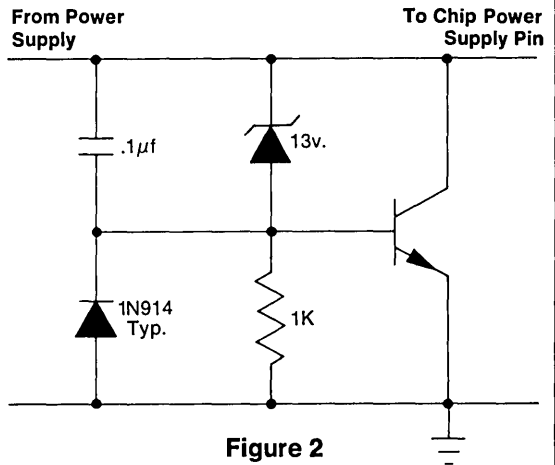 From Power
Supply
To Chip Power
Supply Pin
.1µf
13v.
1N914
Typ.
1K
Figure 2